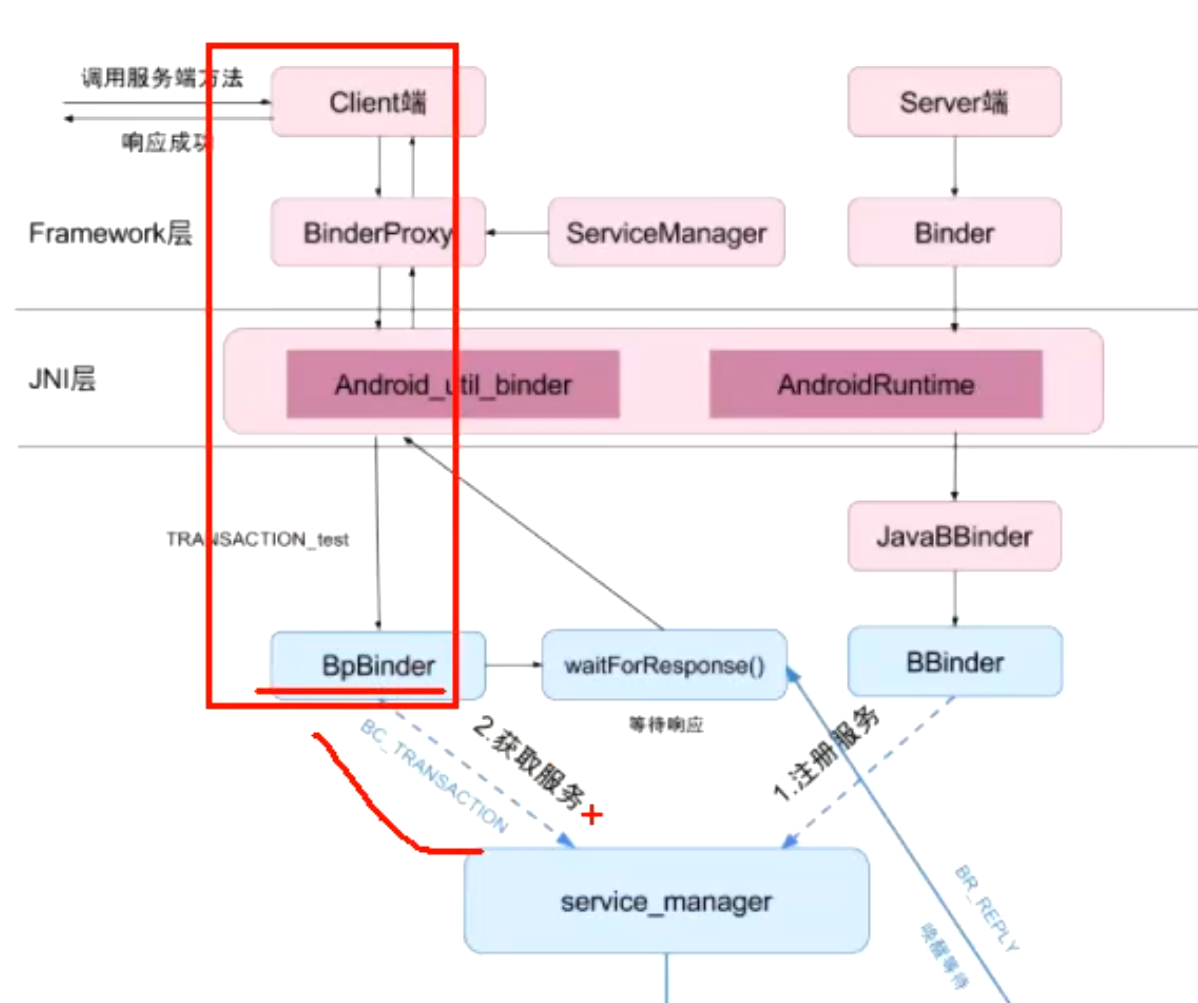 调用服务端方法
Client端
Server端
响应成功
Framework层
BinderProxy
ServiceManager
Binder
JNI层
Android_util_binder
AndroidRuntime
TRANSACTION_test
JavaBBinder
BpBinder
waitForResponse()
BBinder
等待响应
BC_TRANSACTION
2.获取服务
1.注册服务
service_manager
BR_REPLY
唤醒等待